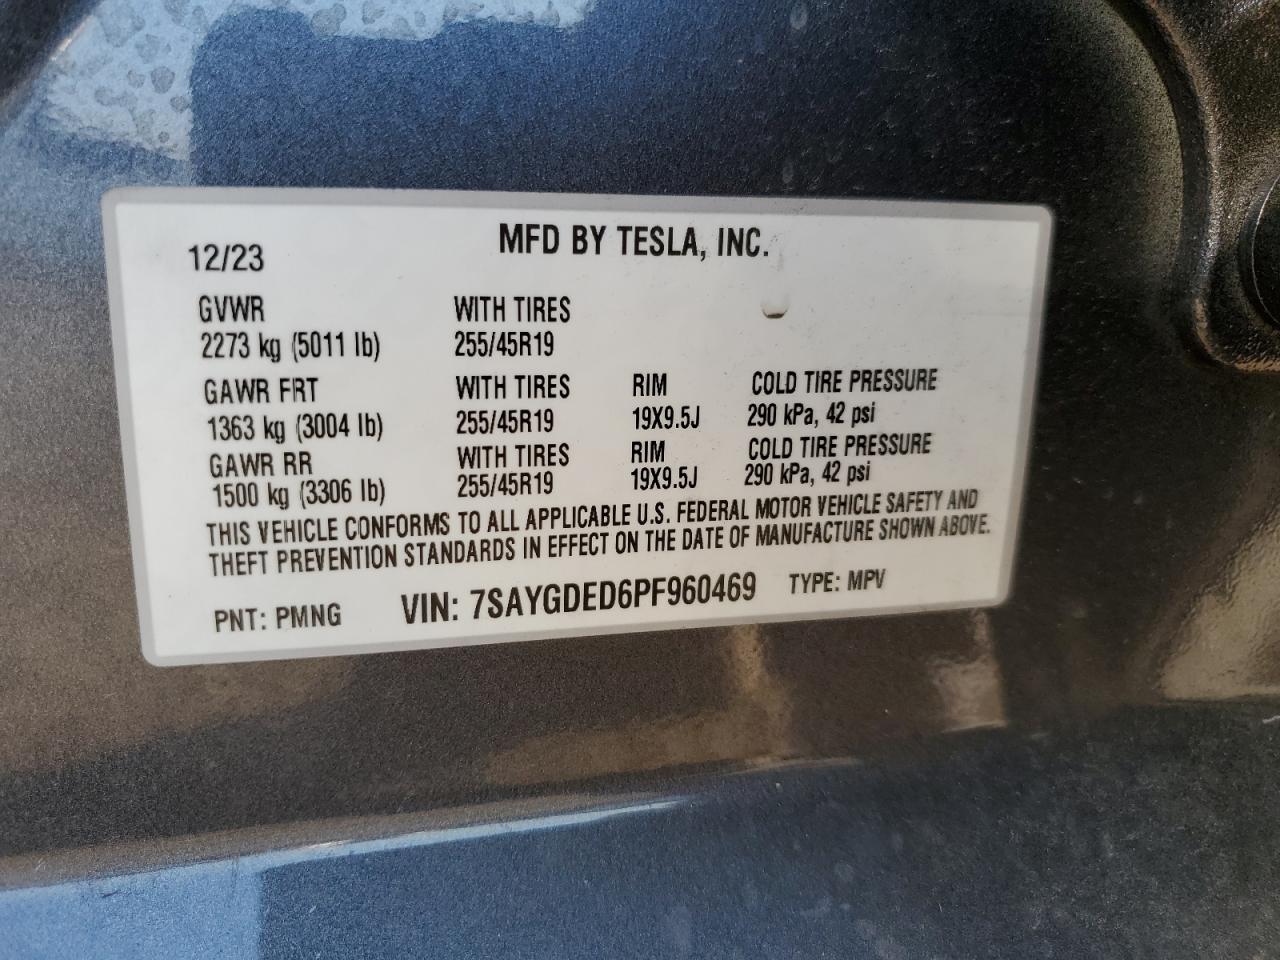 MFD BY TESLA, INC.
12/23
GVWR WITH TIRES
2273 kg (5011 lb) 255/45R19
GAWR FRT WITH TIRES RIM COLD TIRE PRESSURE
1363 kg (3004 lb) 255/45R19 19X9.5J 290 kPa, 42 psi
GAWR RR WITH TIRES RIM COLD TIRE PRESSURE
1500 kg (3306 lb) 255/45R19 19X9.5J 290 kPa, 42 psi
THIS VEHICLE CONFORMS TO ALL APPLICABLE U.S. FEDERAL MOTOR VEHICLE SAFETY AND
THEFT PREVENTION STANDARDS IN EFFECT ON THE DATE OF MANUFACTURE SHOWN ABOVE.
PNT: PMNG VIN: 7SAYGDED6PF960469 TYPE: MPV